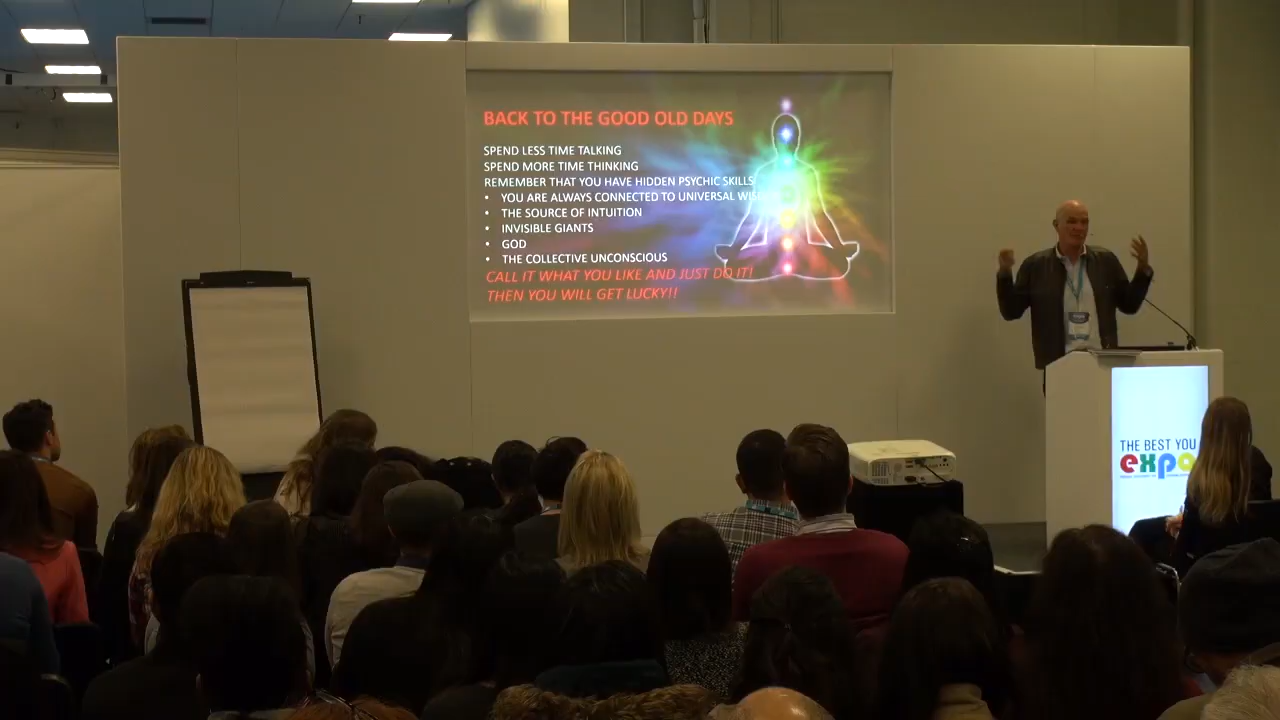 BACK TO THE GOOD OLD DAYS
SPEND LESS TIME TALKING
SPEND MORE TIME THINKING
REMEMBER THAT YOU HAVE HIDDEN PSYCHIC SKILLS
• YOU ARE ALWAYS CONNECTED TO UNIVERSAL
• THE SOURCE OF INTUITION
• INVISIBLE GIANTS
• GOD
• THE COLLECTIVE UNCONSCIOUS
CALL IT WHAT YOU LIKE AND JUST DO IT!
THEN YOU WILL GET LUCKY!!
THE BEST YOU
expo